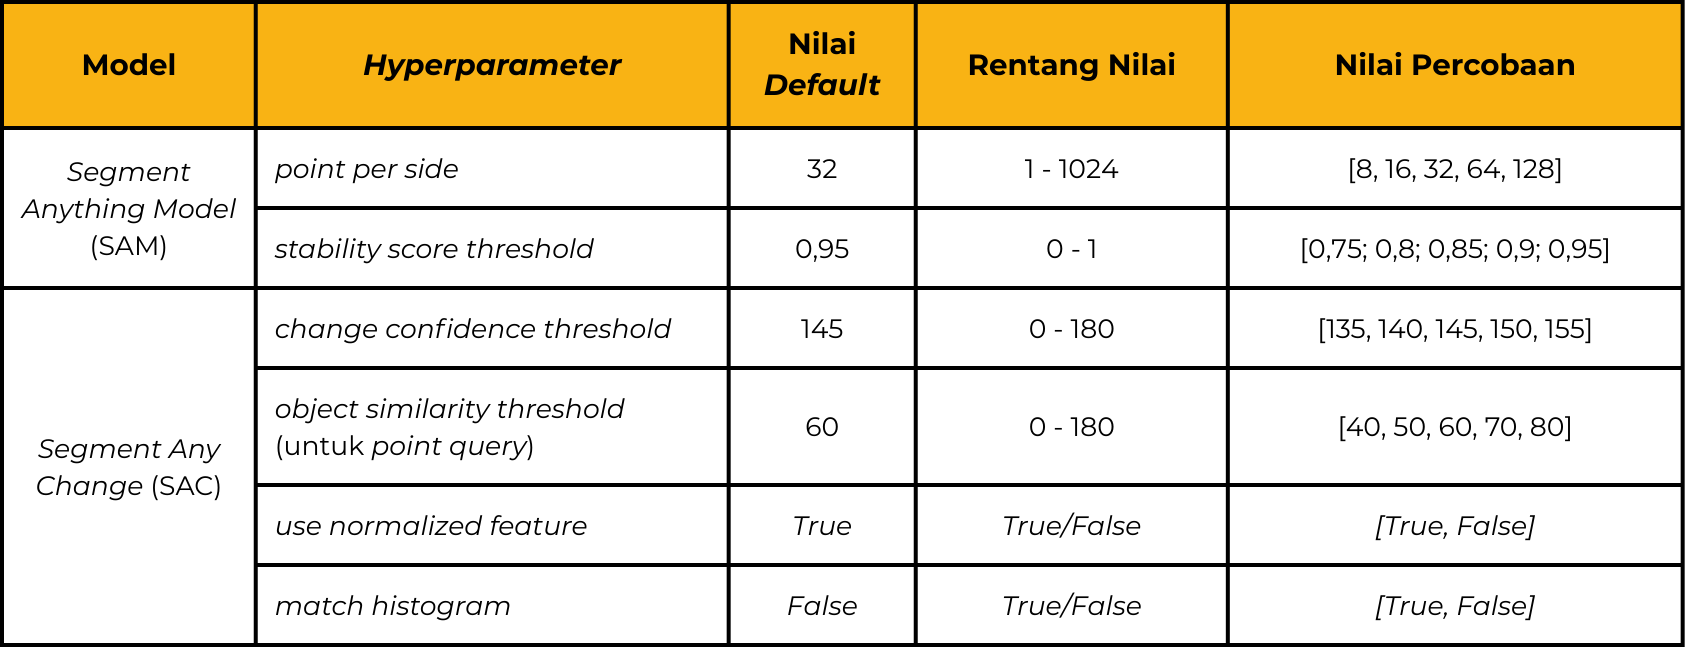 Model
Hyperparameter
Nilai
Default
Rentang Nilai
Nilai Percobaan
Segment
Anything Model
(SAM)
point per side
32
1 - 1024
[8, 16, 32, 64, 128]
stability score threshold
0,95
0 - 1
[0,75; 0,8; 0,85; 0,9; 0,95]
Segment Any
Change (SAC)
change confidence threshold
145
0 - 180
[135, 140, 145, 150, 155]
object similarity threshold
(untuk point query)
60
0 - 180
[40, 50, 60, 70, 80]
use normalized feature
True
True/False
[True, False]
match histogram
False
True/False
[True, False]